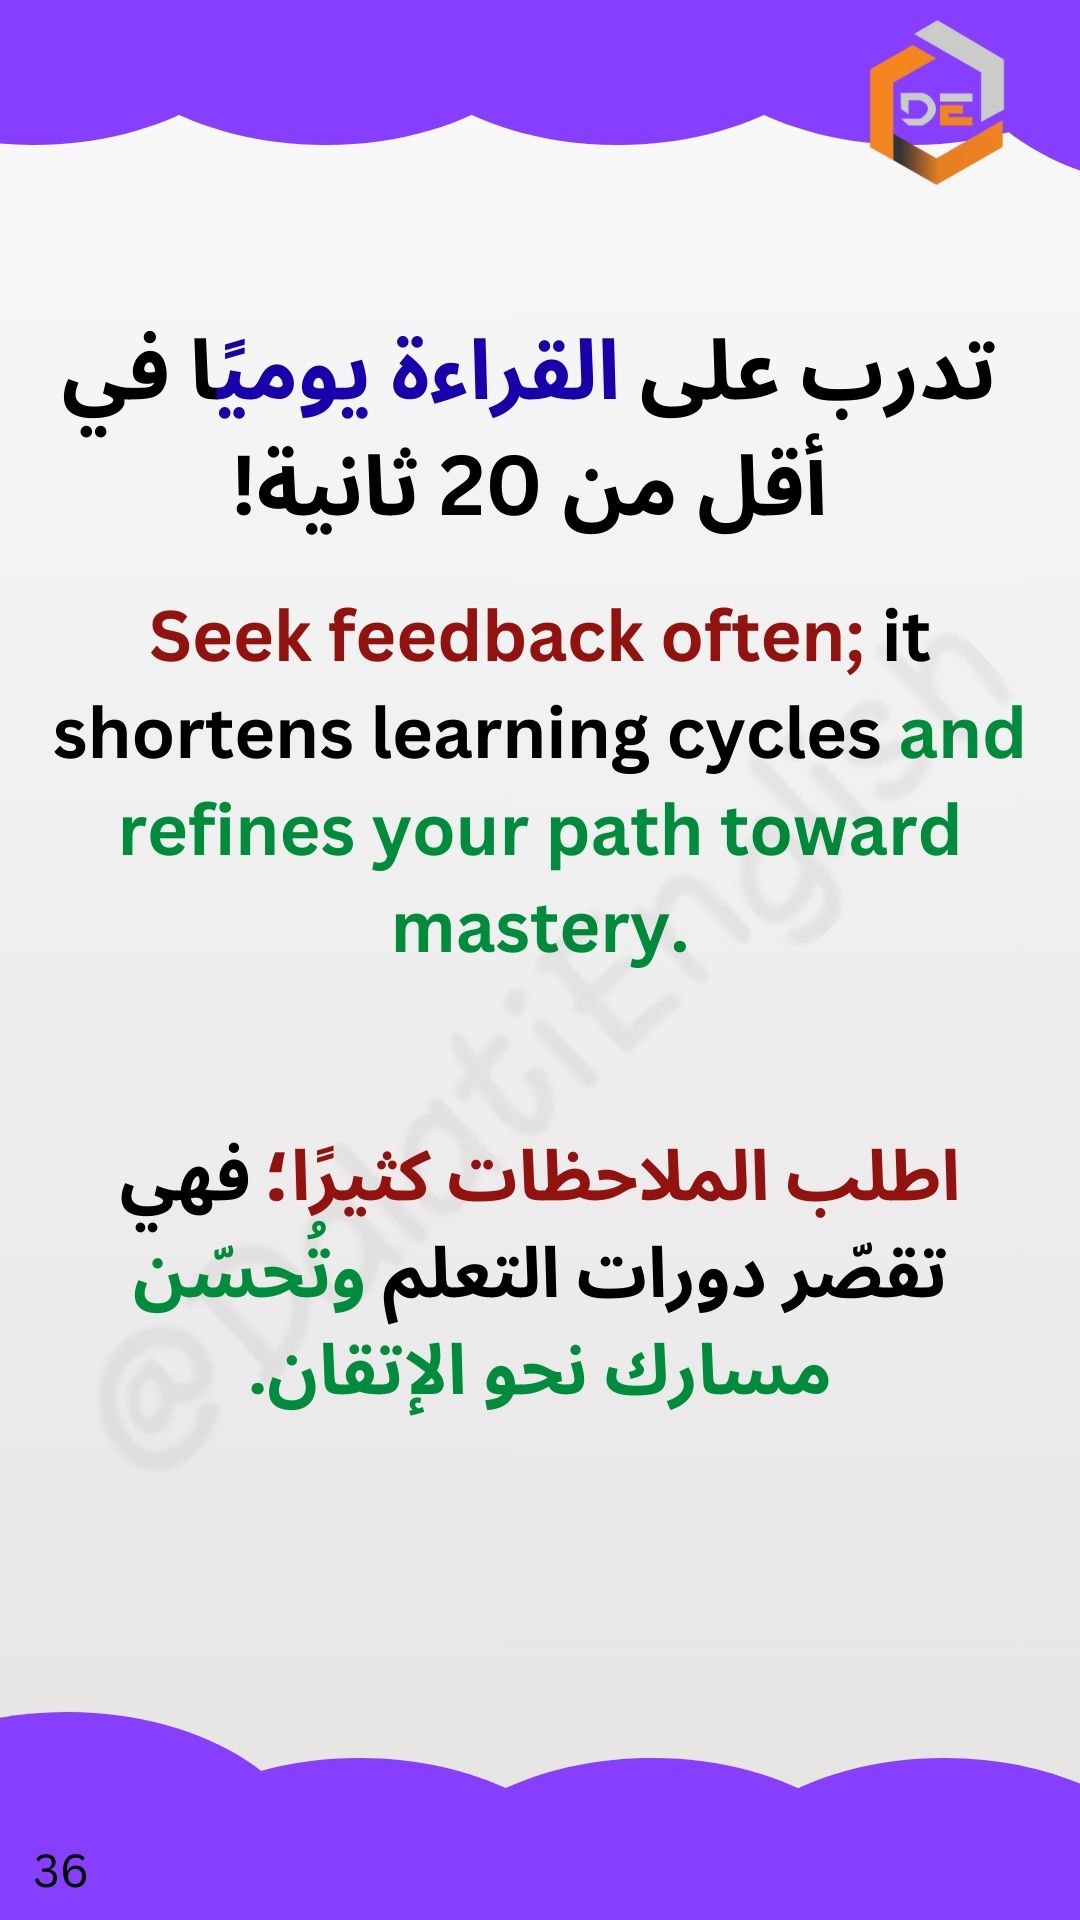 DE
تدرب على القراءة يوميًا في
أقل من 20 ثانية!
Seek feedback often; it
shortens learning cycles and
refines your path toward
mastery.
اطلب الملاحظات كثيرًا؛ فهي
تقصّر دورات التعلم وتُحسّن
مسارك نحو الإتقان.
@DalatiEnglish
36